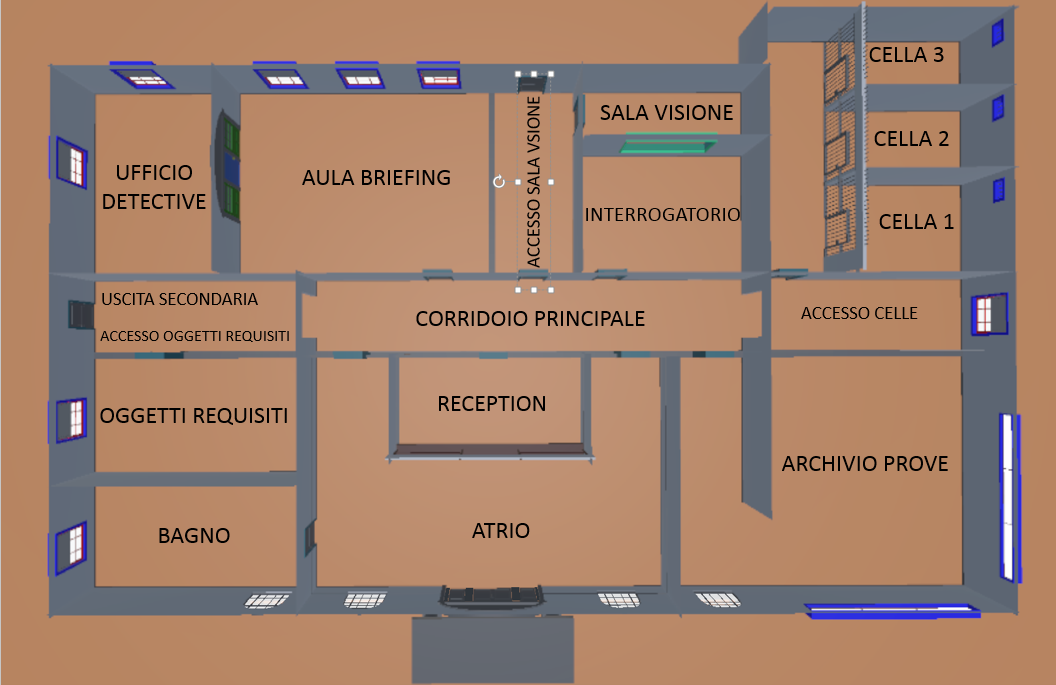 CELLA 3
SALA VISIONE
CELLA 2
UFFICIO
DETECTIVE
AULA BRIEFING
ACCESSO SALA VSIONE
INTERROGATORIO
CELLA 1
USCITA SECONDARIA
ACCESSO OGGETTI REQUISITI
CORRIDOIO PRINCIPALE
ACCESSO CELLE
OGGETTI REQUISITI
RECEPTION
ARCHIVIO PROVE
BAGNO
ATRIO